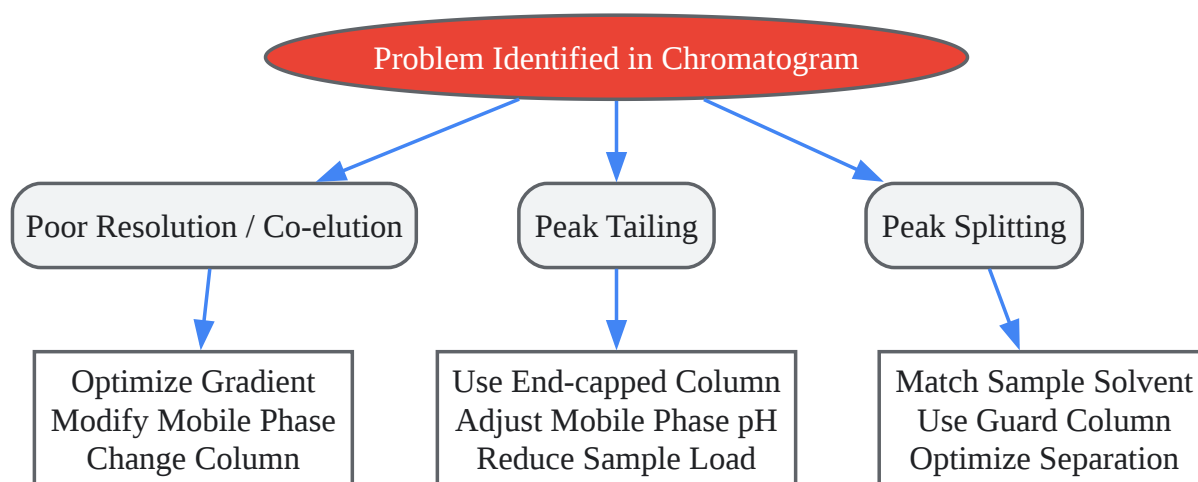 Problem Identified in Chromatogram
Poor Resolution / Co-elution
Peak Tailing
Peak Splitting
Optimize Gradient
Modify Mobile Phase
Change Column
Use End-capped Column
Adjust Mobile Phase pH
Reduce Sample Load
Match Sample Solvent
Use Guard Column
Optimize Separation